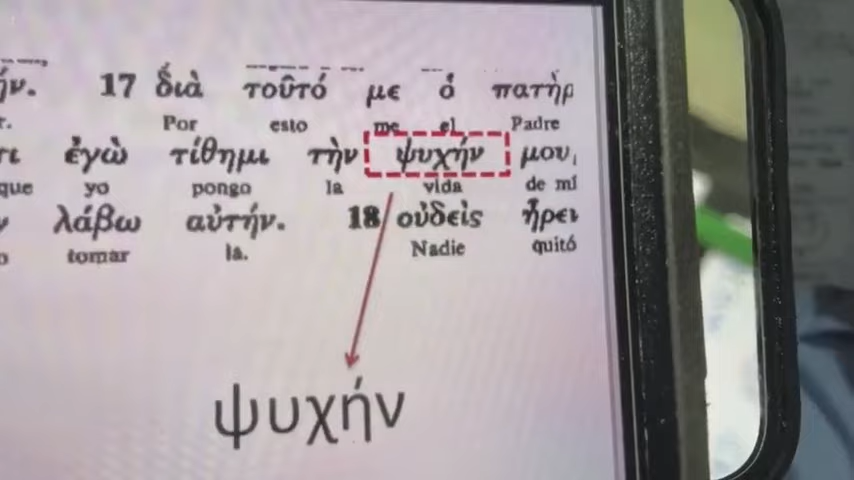 17 διὰ τοῦτό με ὁ πατὴρ
Por esto me el Padre
ἐγὼ τίθημι τὴν ψυχήν μου,
que yo pongo la vida de mí
λάβω αὐτήν. 18 οὐδεὶς ἦρεν
tomar la. Nadie quitó
ψυχήν